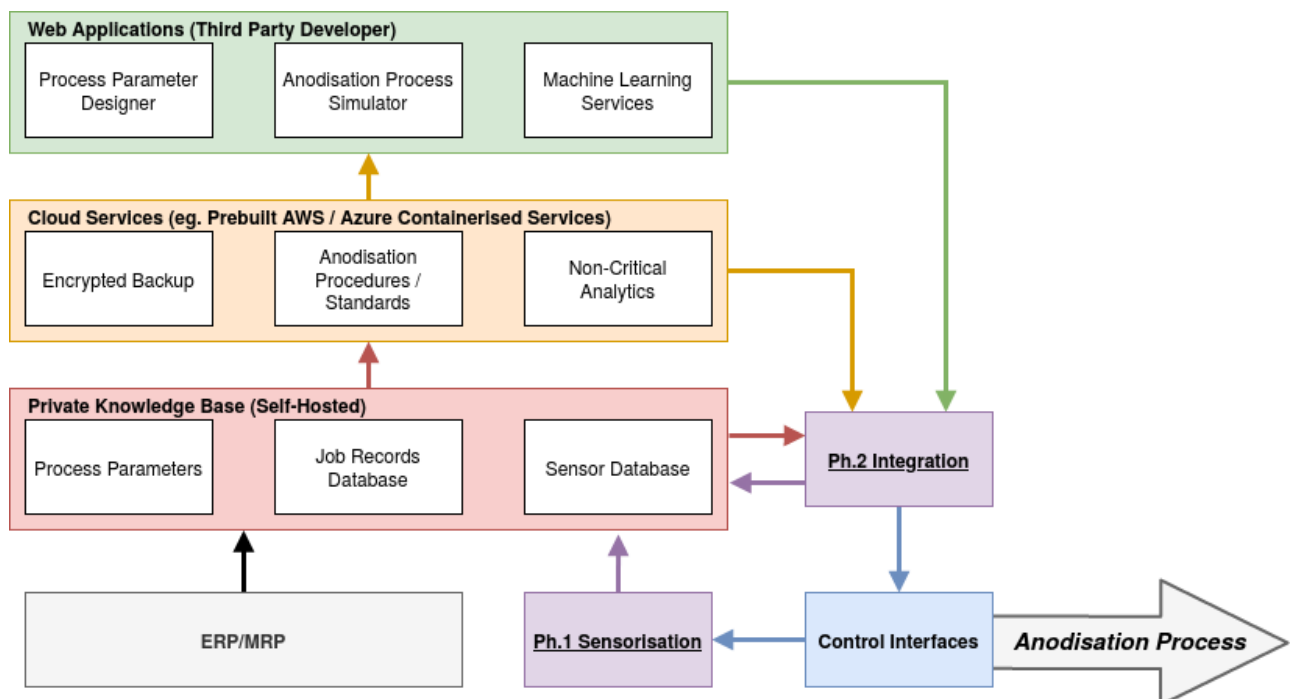 Web Applications (Third Party Developer)
Process Parameter
Designer
Anodisation Process
Simulator
Machine Learning
Services
Cloud Services (eg. Prebuilt AWS / Azure Containerised Services)
Encrypted Backup
Anodisation
Procedures /
Standards
Non-Critical
Analytics
Private Knowledge Base (Self-Hosted)
Process Parameters
Job Records
Database
Sensor Database
Ph.2 Integration
ERP/MRP
Ph.1 Sensorisation
Control Interfaces
Anodisation Process